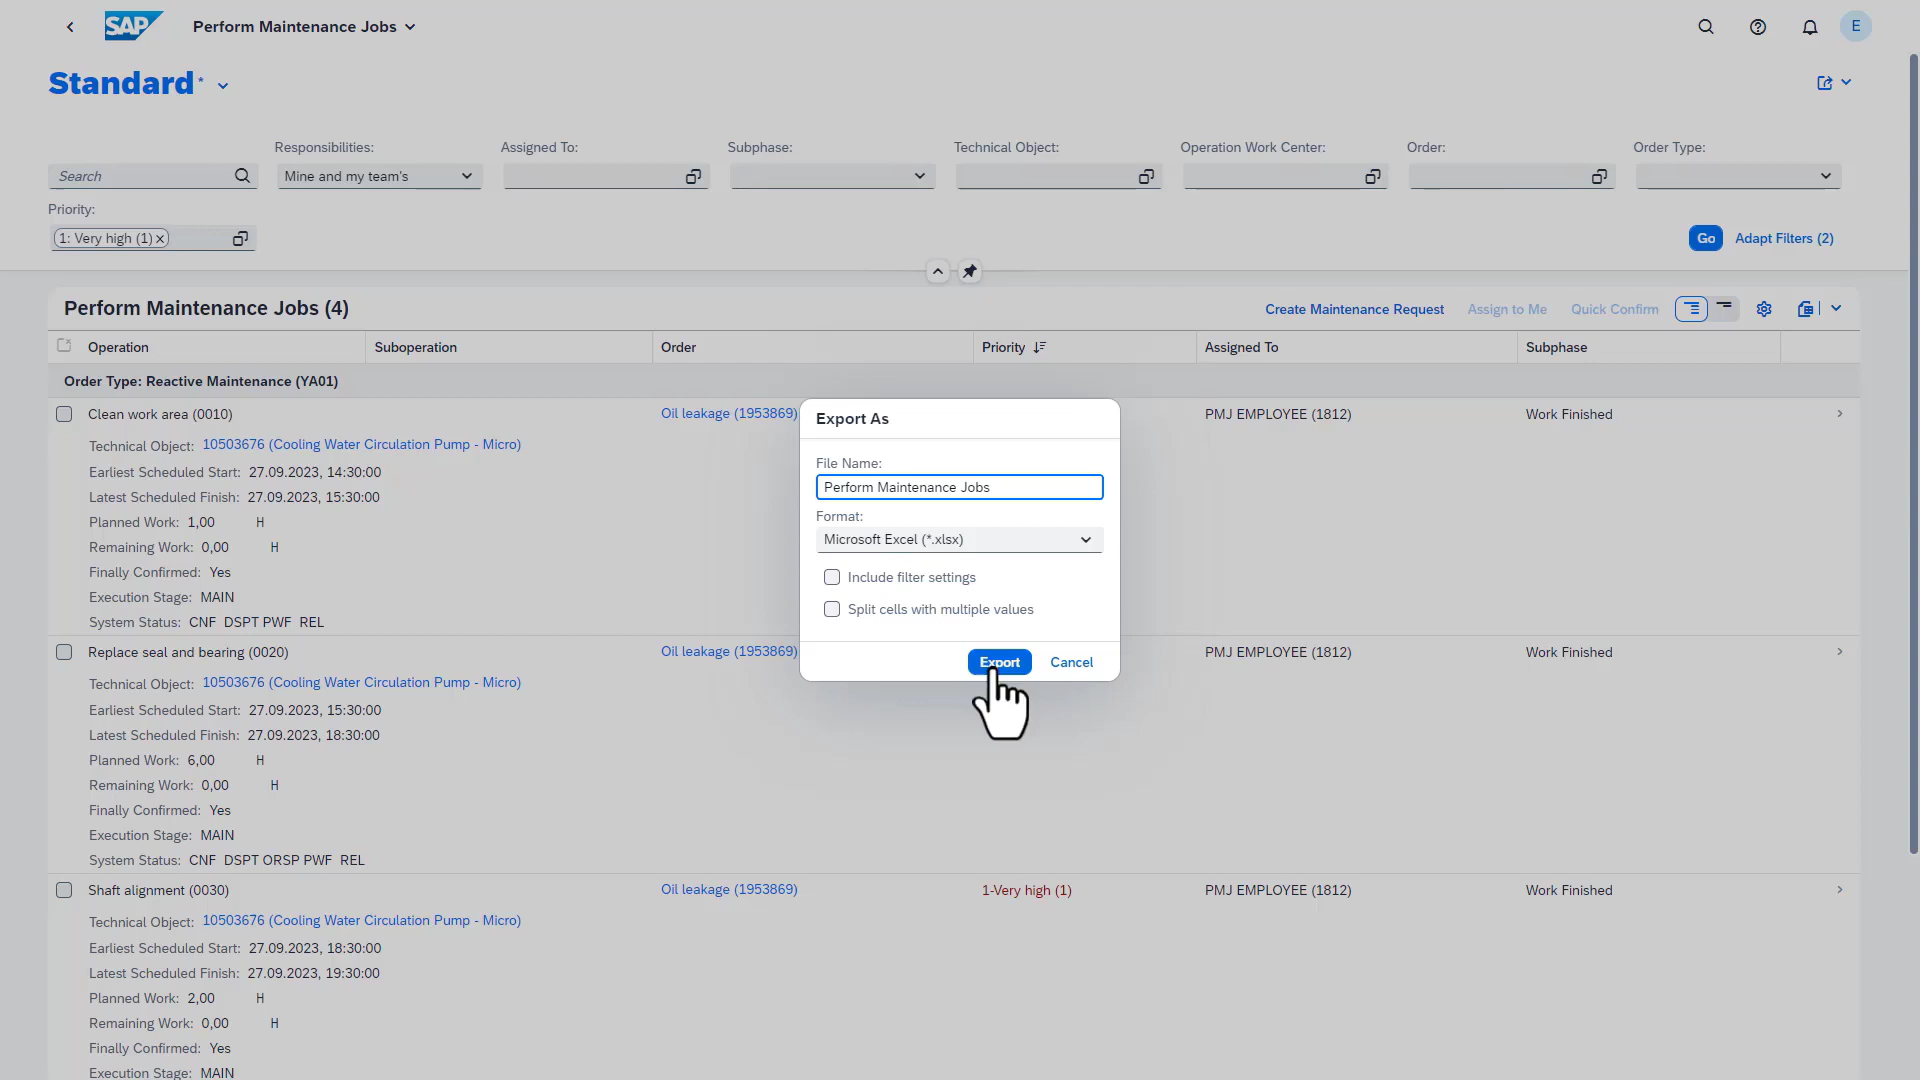 SAP Perform Maintenance Jobs E
Standard *
Responsibilities: Assigned To: Subphase: Technical Object: Operation Work Center: Order: Order Type:
Search Mine and my team's
Priority:
1: Very high (1) Go Adapt Filters (2)
Perform Maintenance Jobs (4) Create Maintenance Request Assign to Me Quick Confirm
Operation Suboperation Order Priority Assigned To Subphase
Order Type: Reactive Maintenance (YA01)
Clean work area (0010) Oil leakage (1953869) PMJ EMPLOYEE (1812) Work Finished
Technical Object: 10503676 (Cooling Water Circulation Pump - Micro)
Earliest Scheduled Start: 27.09.2023, 14:30:00
Latest Scheduled Finish: 27.09.2023, 15:30:00
Planned Work: 1,00 H
Remaining Work: 0,00 H
Finally Confirmed: Yes
Execution Stage: MAIN
System Status: CNF DSPT PWF REL
Replace seal and bearing (0020) Oil leakage (1953869) PMJ EMPLOYEE (1812) Work Finished
Technical Object: 10503676 (Cooling Water Circulation Pump - Micro)
Earliest Scheduled Start: 27.09.2023, 15:30:00
Latest Scheduled Finish: 27.09.2023, 18:30:00
Planned Work: 6,00 H
Remaining Work: 0,00 H
Finally Confirmed: Yes
Execution Stage: MAIN
System Status: CNF DSPT ORSP PWF REL
Shaft alignment (0030) Oil leakage (1953869) 1-Very high (1) PMJ EMPLOYEE (1812) Work Finished
Technical Object: 10503676 (Cooling Water Circulation Pump - Micro)
Earliest Scheduled Start: 27.09.2023, 18:30:00
Latest Scheduled Finish: 27.09.2023, 19:30:00
Planned Work: 2,00 H
Remaining Work: 0,00 H
Finally Confirmed: Yes
Execution Stage: MAIN
Export As
File Name:
Perform Maintenance Jobs
Format:
Microsoft Excel (*.xlsx)
Include filter settings
Split cells with multiple values
Export Cancel